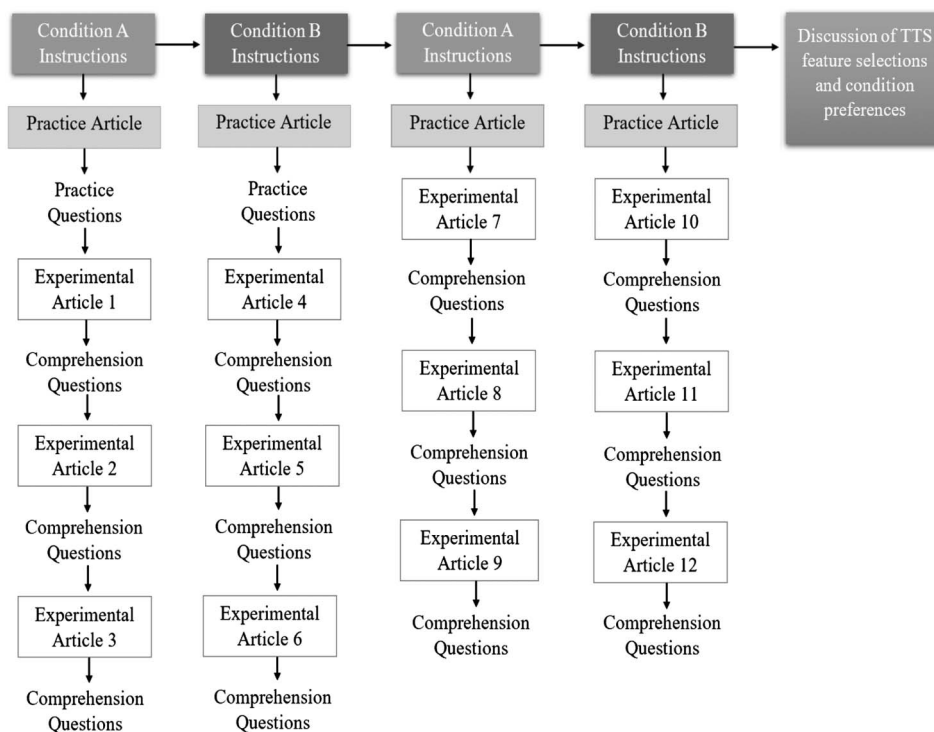 Condition A
Instructions
Condition B
Instructions
Condition A
Instructions
Condition B
Instructions
Discussion of TTS
feature selections
and condition
preferences
Practice Article
Practice
Questions
Experimental
Article 1
Comprehension
Questions
Experimental
Article 2
Comprehension
Questions
Experimental
Article 3
Comprehension
Questions
Practice Article
Practice
Questions
Experimental
Article 4
Comprehension
Questions
Experimental
Article 5
Comprehension
Questions
Experimental
Article 6
Comprehension
Questions
Practice Article
Experimental
Article 7
Comprehension
Questions
Experimental
Article 8
Comprehension
Questions
Experimental
Article 9
Comprehension
Questions
Practice Article
Experimental
Article 10
Comprehension
Questions
Experimental
Article 11
Comprehension
Questions
Experimental
Article 12
Comprehension
Questions